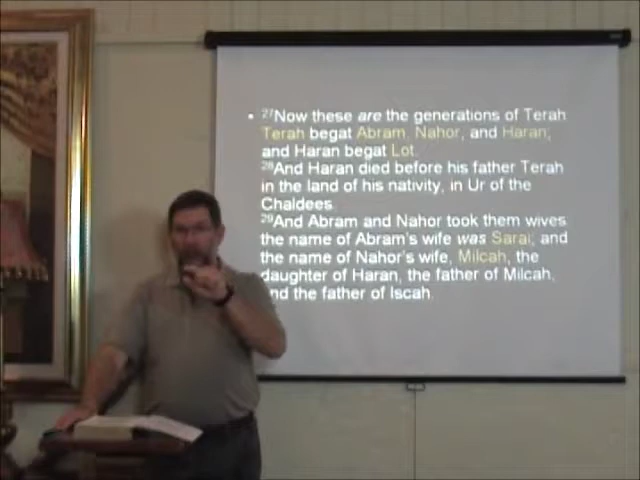 • ²⁷Now these are the generations of Terah
Terah begat Abram, Nahor, and Haran;
and Haran begat Lot.
²⁸And Haran died before his father Terah
in the land of his nativity, in Ur of the
Chaldees.
²⁹And Abram and Nahor took them wives
the name of Abram's wife was Sarai; and
the name of Nahor's wife, Milcah, the
daughter of Haran, the father of Milcah,
and the father of Iscah.